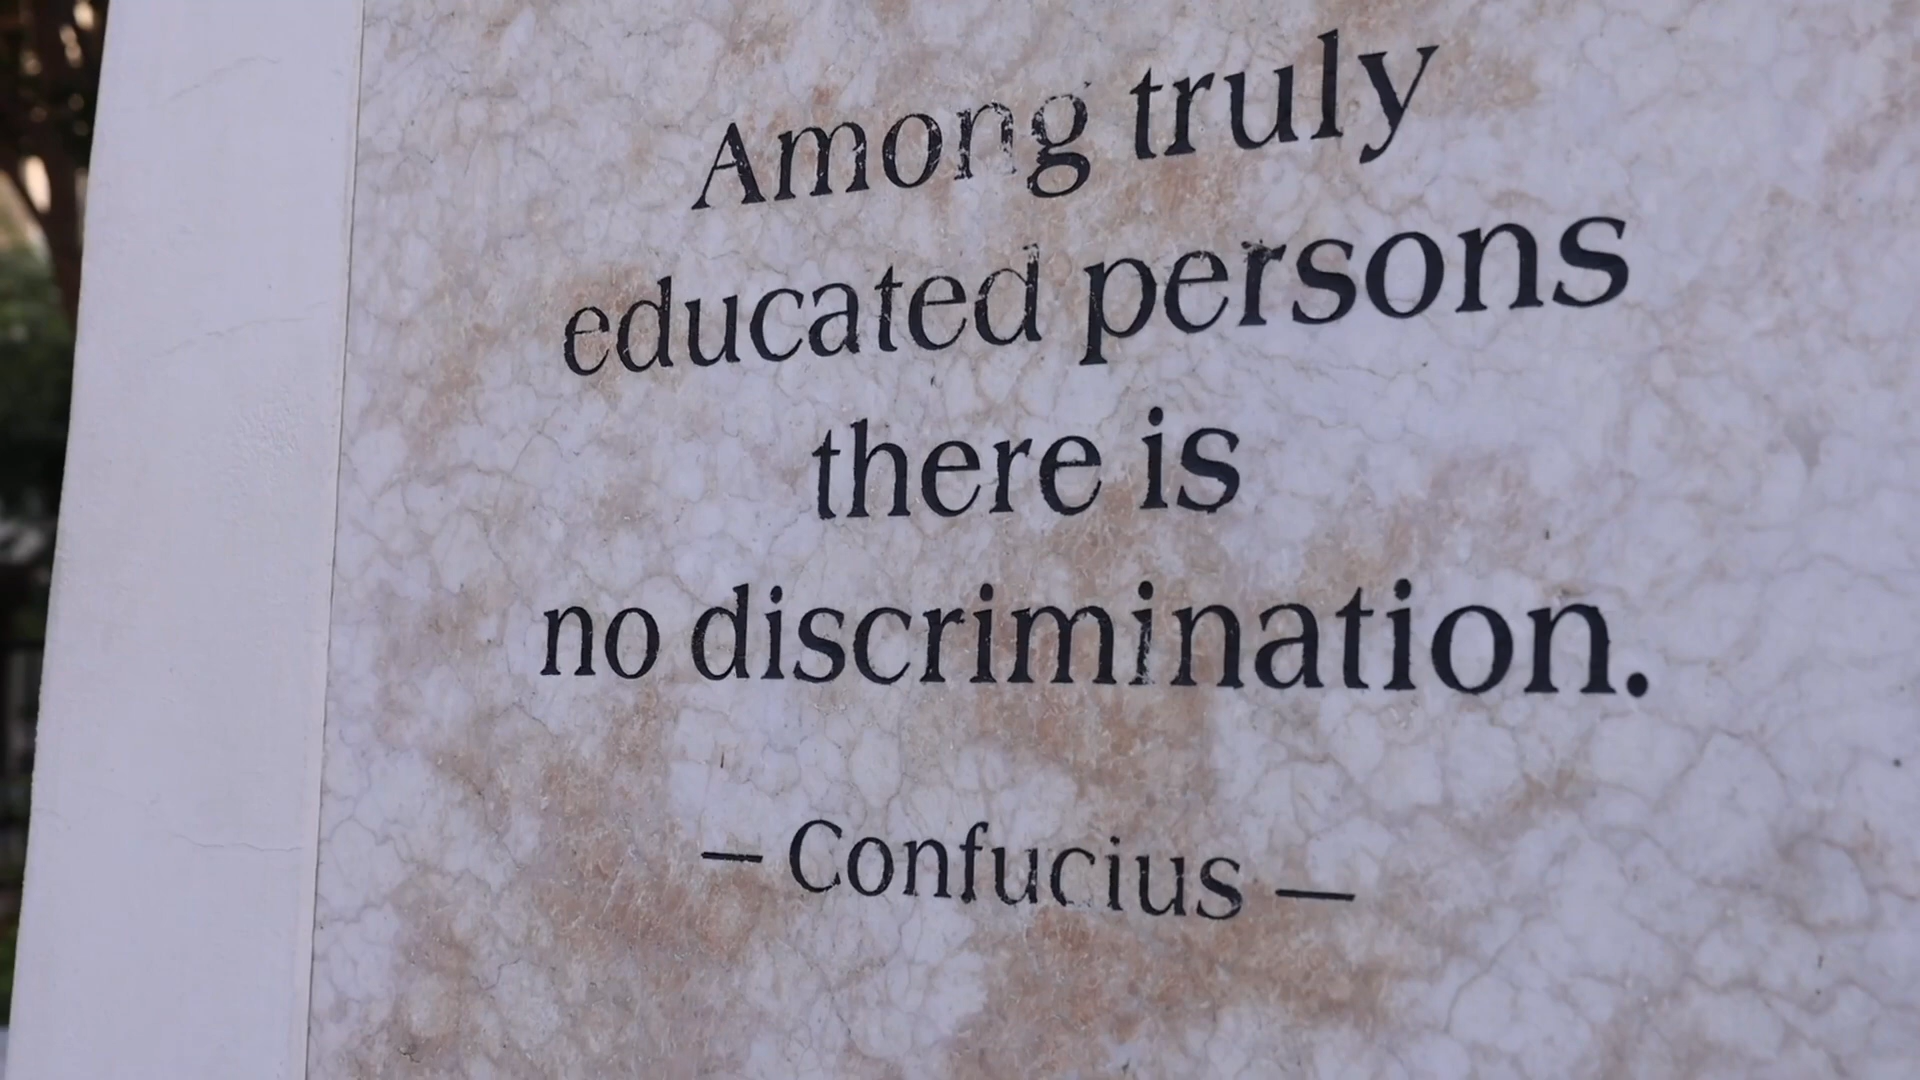 Among truly
educated persons
there is
no discrimination.
– Confucius –